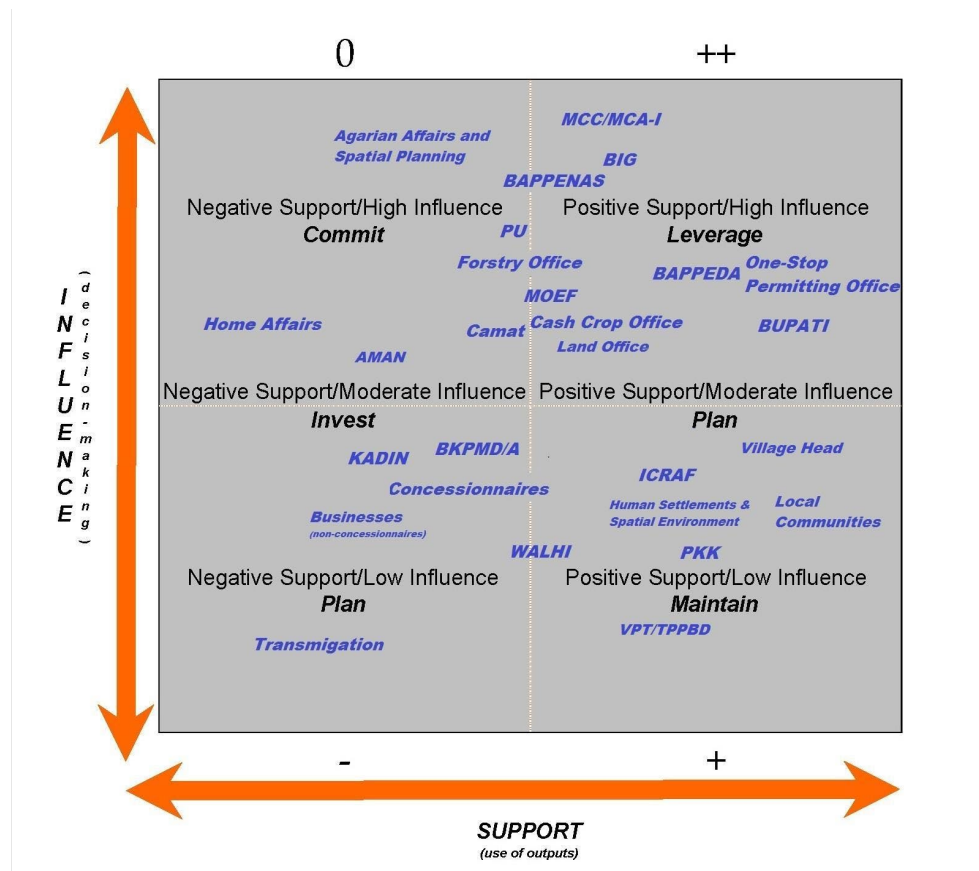 0
++
MCC/MCA-I
Agarian Affairs and
Spatial Planning
BIG
BAPPENAS
Negative Support/High Influence
Commit
Positive Support/High Influence
Leverage
PU
Forstry Office
BAPPEDA
One-Stop
Permitting Office
MOEF
Home Affairs
Camat
Cash Crop Office
BUPATI
Land Office
AMAN
INFLUENCE
(decision-making)
Negative Support/Moderate Influence
Invest
Positive Support/Moderate Influence
Plan
KADIN
BKPMD/A
Village Head
ICRAF
Concessionnaires
Human Settlements &
Spatial Environment
Local
Communities
Businesses
(non-concessionnaires)
WALHI
PKK
Negative Support/Low Influence
Plan
Positive Support/Low Influence
Maintain
VPT/TPPBD
Transmigation
-
+
SUPPORT
(use of outputs)